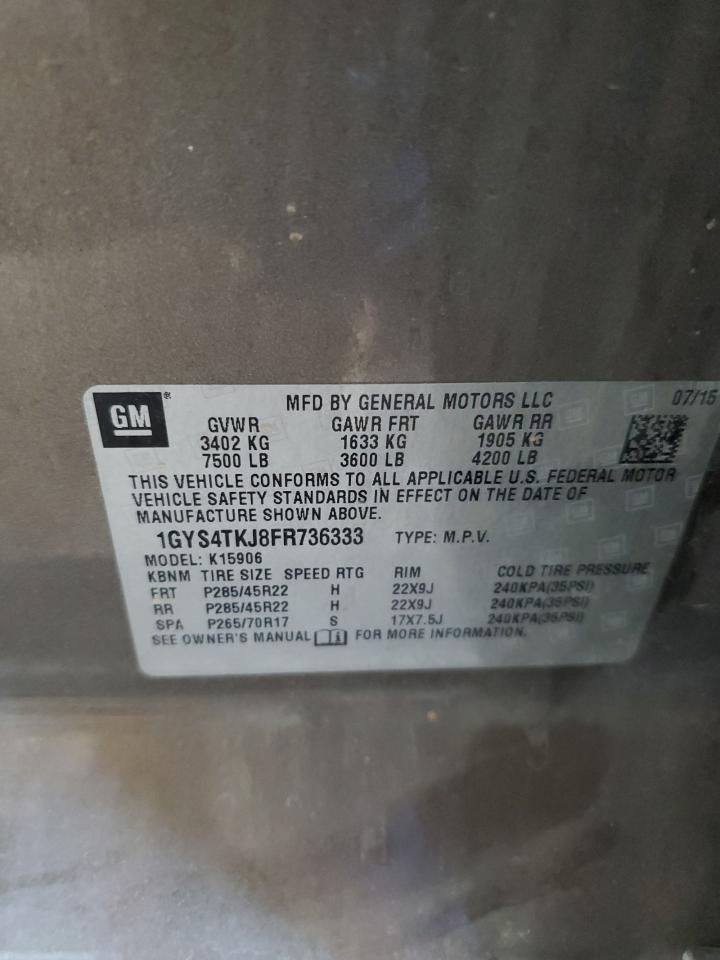 GM® MFD BY GENERAL MOTORS LLC 07/15
GVWR GAWR FRT GAWR RR
3402 KG 1633 KG 1905 KG
7500 LB 3600 LB 4200 LB
THIS VEHICLE CONFORMS TO ALL APPLICABLE U.S. FEDERAL MOTOR
VEHICLE SAFETY STANDARDS IN EFFECT ON THE DATE OF
MANUFACTURE SHOWN ABOVE.
1GYS4TKJ8FR736333 TYPE: M.P.V.
MODEL: K15906
KBNM TIRE SIZE SPEED RTG RIM COLD TIRE PRESSURE
FRT P285/45R22 H 22X9J 240KPA(35PSI)
RR P285/45R22 H 22X9J 240KPA(35PSI)
SPA P265/70R17 S 17X7.5J 240KPA(35PSI)
SEE OWNER'S MANUAL FOR MORE INFORMATION.